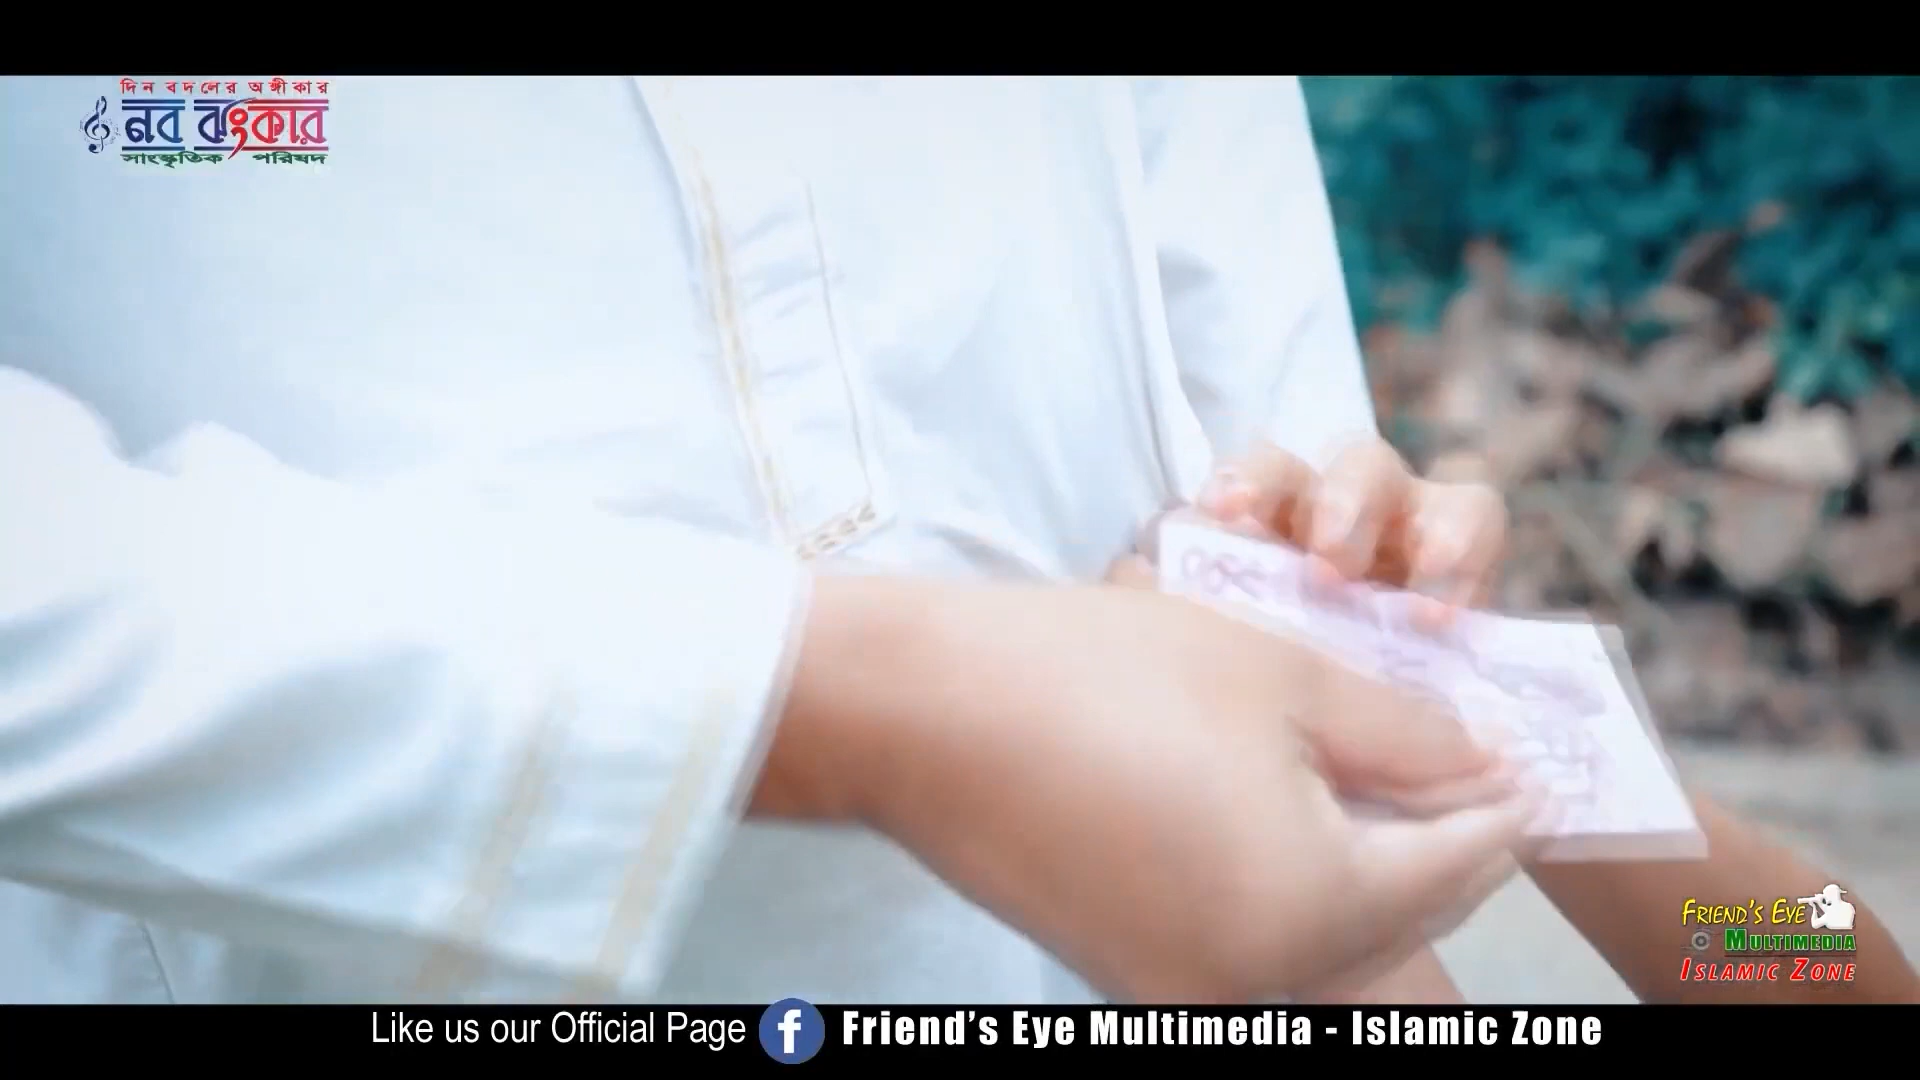 দিন বদলের অঙ্গীকার
নব ঝংকার
সাংস্কৃতিক পরিষদ
FRIEND'S EYE
MULTIMEDIA
ISLAMIC ZONE
Like us our Official Page f Friend's Eye Multimedia - Islamic Zone